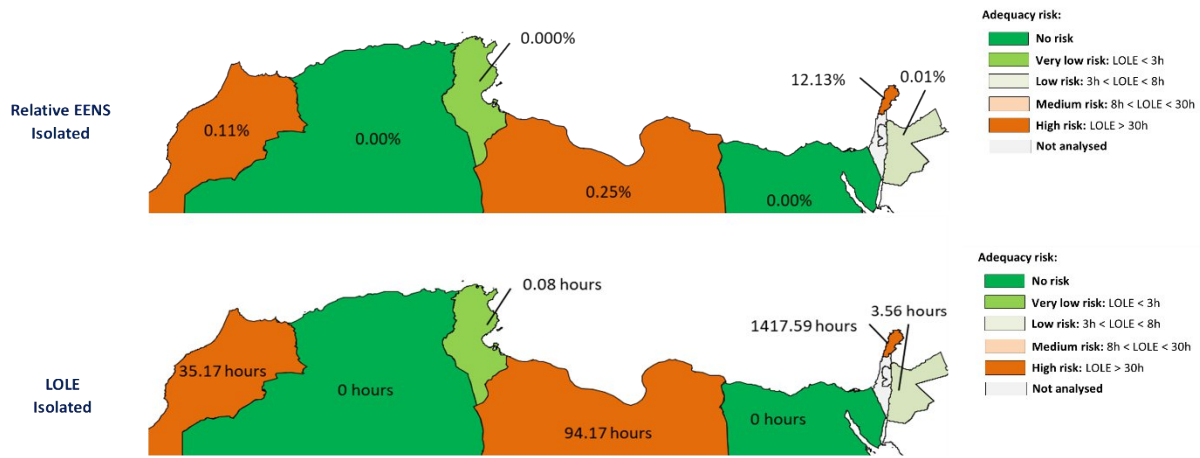 Relative EENS
Isolated
0.11%
0.00%
0.000%
0.25%
0.00%
12.13%
0.01%
Adequacy risk:
No risk
Very low risk: LOLE < 3h
Low risk: 3h < LOLE < 8h
Medium risk: 8h < LOLE < 30h
High risk: LOLE > 30h
Not analysed
LOLE
Isolated
35.17 hours
0 hours
0.08 hours
94.17 hours
0 hours
1417.59 hours
3.56 hours
Adequacy risk:
No risk
Very low risk: LOLE < 3h
Low risk: 3h < LOLE < 8h
Medium risk: 8h < LOLE < 30h
High risk: LOLE > 30h
Not analysed